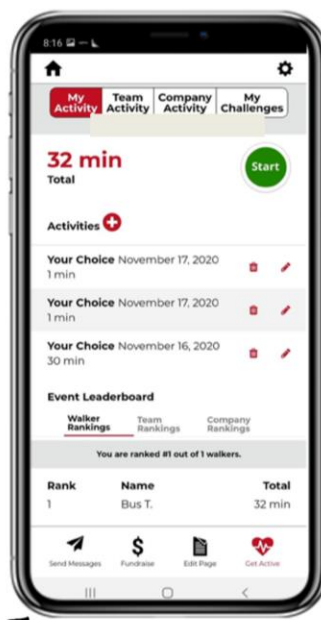 8:16
My Activity
Team Activity
Company Activity
My Challenges
32 min
Total
Start
Activities
Your Choice November 17, 2020
1 min
Your Choice November 17, 2020
1 min
Your Choice November 16, 2020
30 min
Event Leaderboard
Walker Rankings
Team Rankings
Company Rankings
You are ranked #1 out of 1 walkers.
Rank Name Total
1 Bus T. 32 min
Send Messages
Fundraise
Edit Page
Get Active